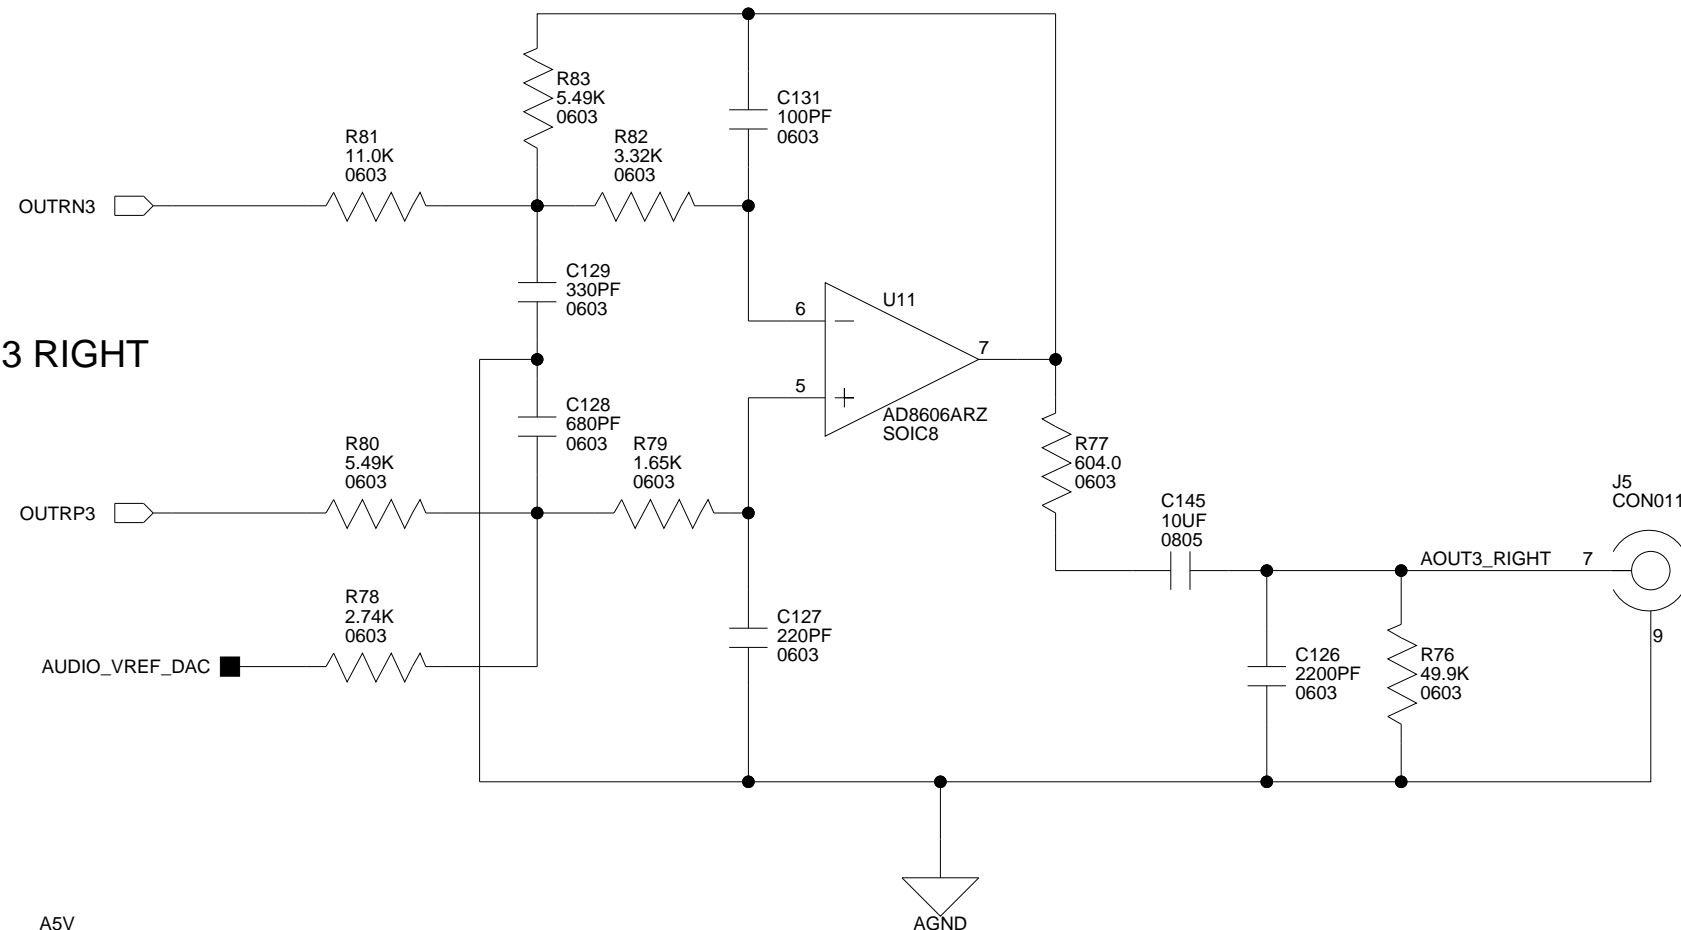 R83
5.49K
0603
C131
100PF
0603
R81
11.0K
0603
R82
3.32K
0603
OUTRN3
C129
330PF
0603
U11
6
7
3 RIGHT
5
AD8606ARZ
SOIC8
C128
680PF
0603
R80
5.49K
0603
R79
1.65K
0603
R77
604.0
0603
OUTRP3
C145
10UF
0805
J5
CON011
AOUT3_RIGHT
7
R78
2.74K
0603
AUDIO_VREF_DAC
C127
220PF
0603
C126
2200PF
0603
R76
49.9K
0603
9
A5V
AGND